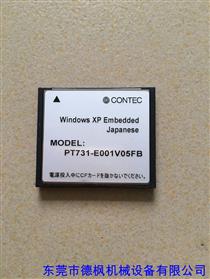 CONTEC
Windows XP Embedded
Japanese
MODEL:
PT731-E001V05FB
電源投入中にCFカードを抜かないでください。
东莞市德枫机械设备有限公司